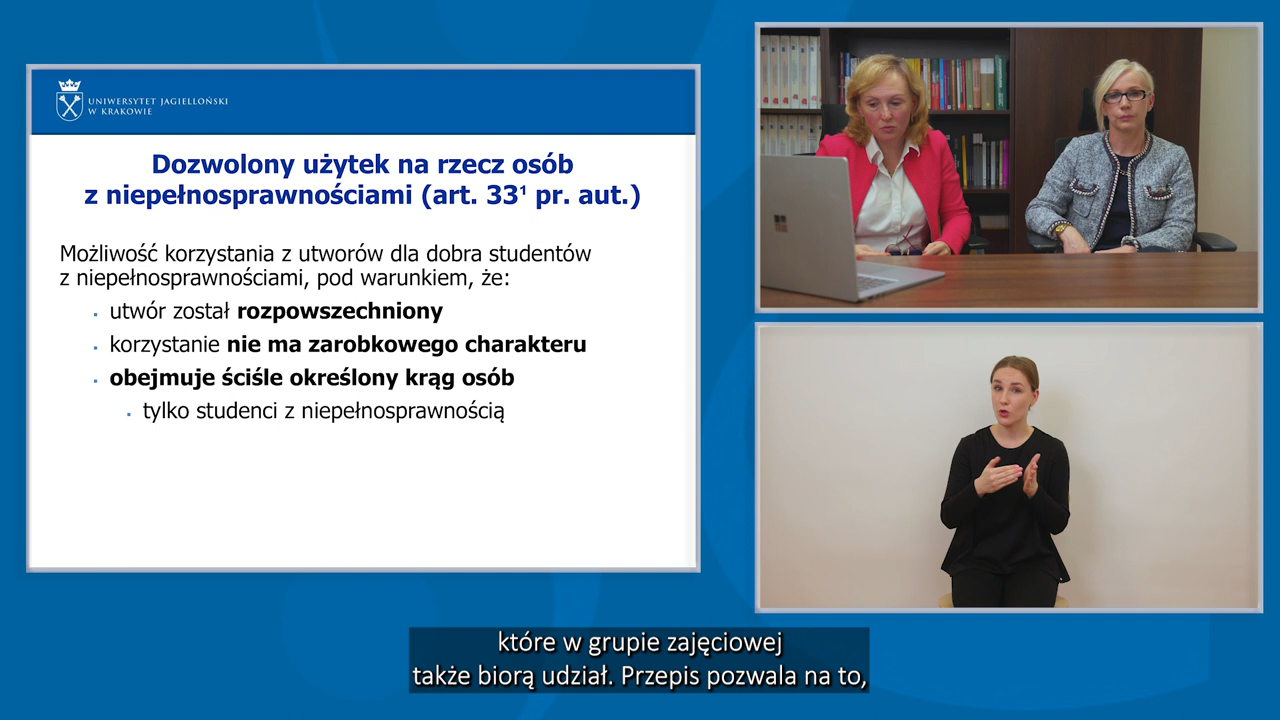 UNIWERSYTET JAGIELLOŃSKI
W KRAKOWIE
Dozwolony użytek na rzecz osób
z niepełnosprawnościami (art. 33¹ pr. aut.)
Możliwość korzystania z utworów dla dobra studentów
z niepełnosprawnościami, pod warunkiem, że:
▪ utwór został rozpowszechniony
▪ korzystanie nie ma zarobkowego charakteru
▪ obejmuje ściśle określony krąg osób
▪ tylko studenci z niepełnosprawnością
które w grupie zajęciowej
także biorą udział. Przepis pozwala na to,